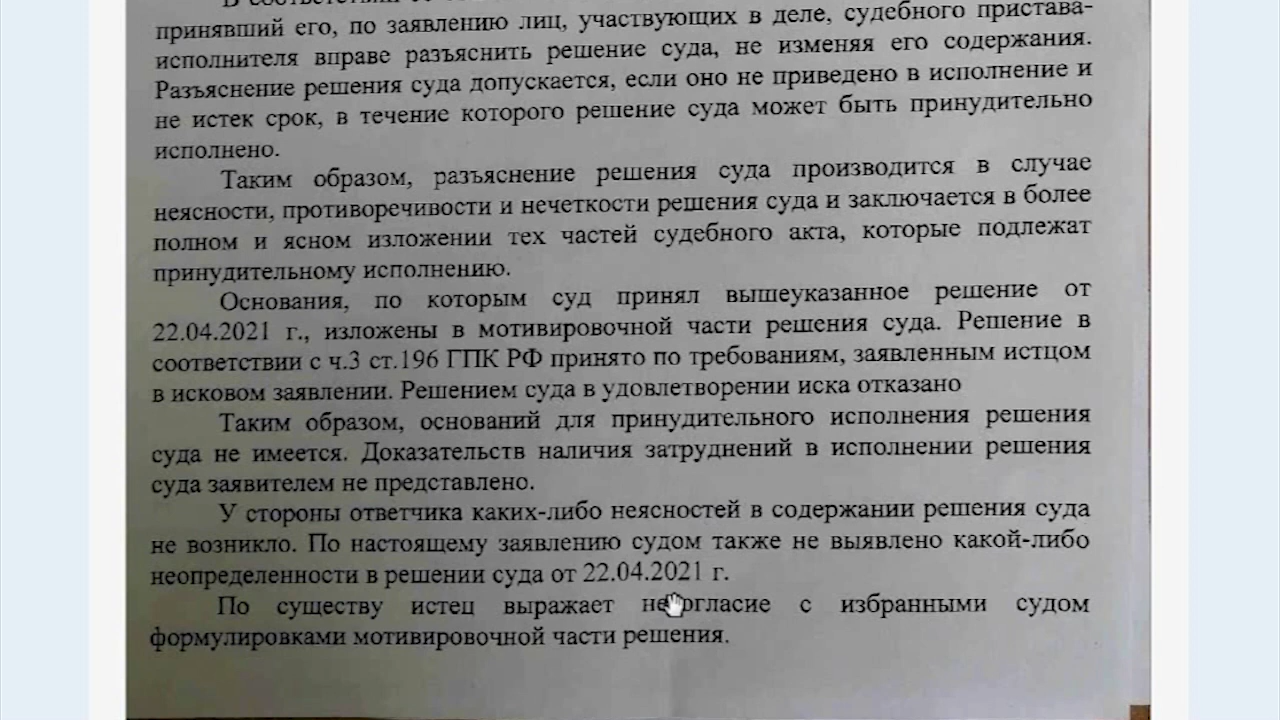 принявший его, по заявлению лиц, участвующих в деле, судебного пристава-
исполнителя вправе разъяснить решение суда, не изменяя его содержания.
Разъяснение решения суда допускается, если оно не приведено в исполнение и
не истек срок, в течение которого решение суда может быть принудительно
исполнено.
Таким образом, разъяснение решения суда производится в случае
неясности, противоречивости и нечеткости решения суда и заключается в более
полном и ясном изложении тех частей судебного акта, которые подлежат
принудительному исполнению.
Основания, по которым суд принял вышеуказанное решение от
22.04.2021 г., изложены в мотивировочной части решения суда. Решение в
соответствии с ч.3 ст.196 ГПК РФ принято по требованиям, заявленным истцом
в исковом заявлении. Решением суда в удовлетворении иска отказано
Таким образом, оснований для принудительного исполнения решения
суда не имеется. Доказательств наличия затруднений в исполнении решения
суда заявителем не представлено.
У стороны ответчика каких-либо неясностей в содержании решения суда
не возникло. По настоящему заявлению судом также не выявлено какой-либо
неопределенности в решении суда от 22.04.2021 г.
По существу истец выражает несогласие с избранными судом
формулировками мотивировочной части решения.